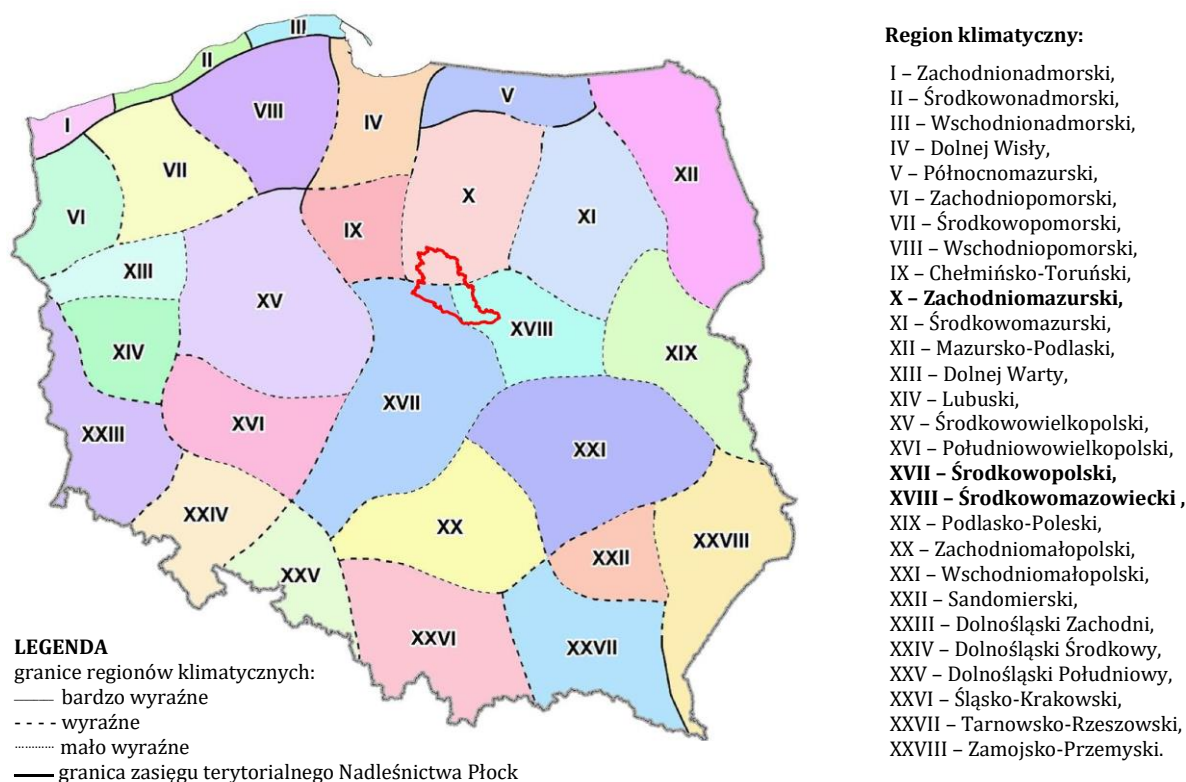 III
II
I
VIII
IV
V
VII
XII
X
VI
XI
IX
XIII
XV
XVIII
XIV
XIX
XVII
XVI
XXIII
XXI
XXIV
XX
XXVIII
XXII
XXV
XXVI
XXVII
LEGENDA
granice regionów klimatycznych:
bardzo wyraźne
wyraźne
mało wyraźne
granica zasięgu terytorialnego Nadleśnictwa Płock
Region klimatyczny:
I – Zachodnionadmorski,
II – Środkowonadmorski,
III – Wschodnionadmorski,
IV – Dolnej Wisły,
V – Północnomazurski,
VI – Zachodniopomorski,
VII – Środkowopomorski,
VIII – Wschodniopomorski,
IX – Chełmińsko-Toruński,
X – Zachodniomazurski,
XI – Środkowomazurski,
XII – Mazursko-Podlaski,
XIII – Dolnej Warty,
XIV – Lubuski,
XV – Środkowowielkopolski,
XVI – Południowowielkopolski,
XVII – Środkowopolski,
XVIII – Środkowomazowiecki ,
XIX – Podlasko-Poleski,
XX – Zachodniomałopolski,
XXI – Wschodniomałopolski,
XXII – Sandomierski,
XXIII – Dolnośląski Zachodni,
XXIV – Dolnośląski Środkowy,
XXV – Dolnośląski Południowy,
XXVI – Śląsko-Krakowski,
XXVII – Tarnowsko-Rzeszowski,
XXVIII – Zamojsko-Przemyski.